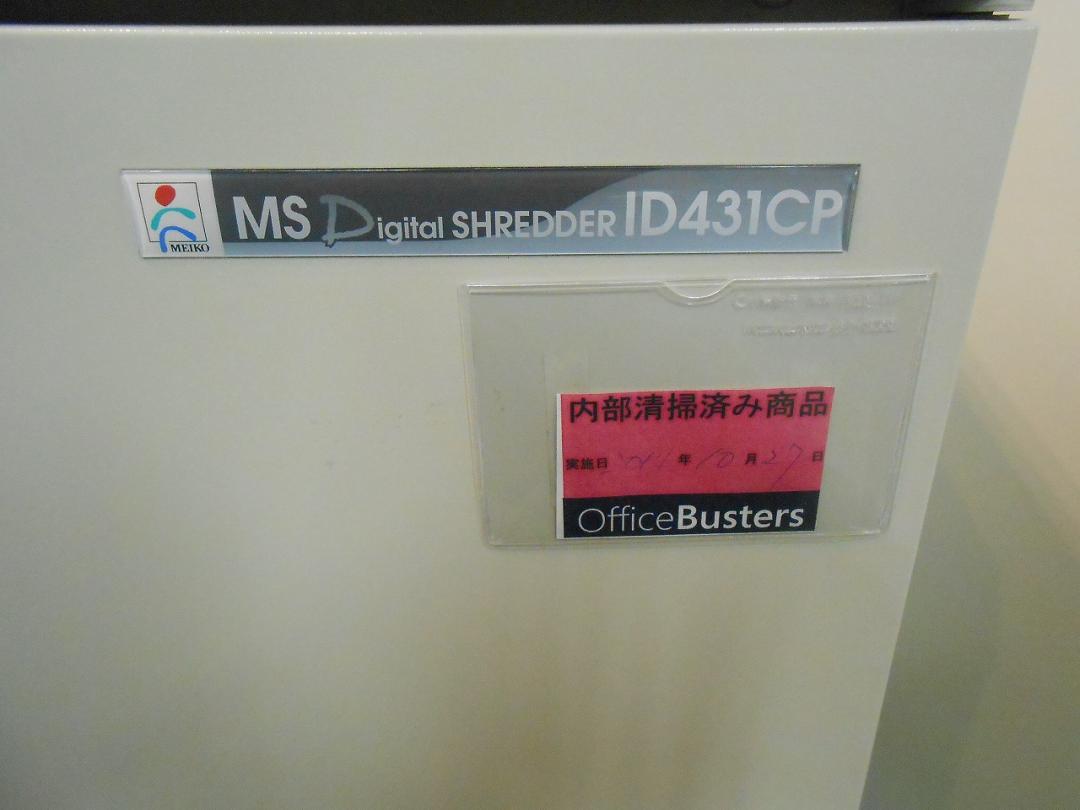 MEIKO
MS Digital SHREDDER ID431CP
内部清掃済み商品
実施日 年 10 月 27 日
OfficeBusters